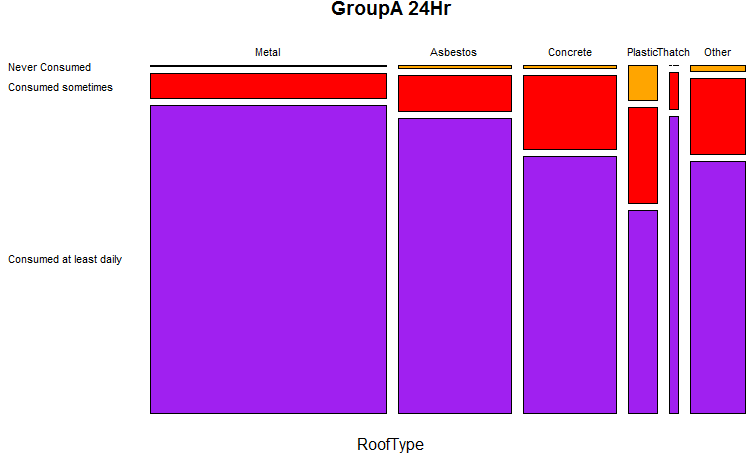 GroupA 24Hr
Metal Asbestos Concrete Plastic Thatch Other
Never Consumed
Consumed sometimes
Consumed at least daily
RoofType